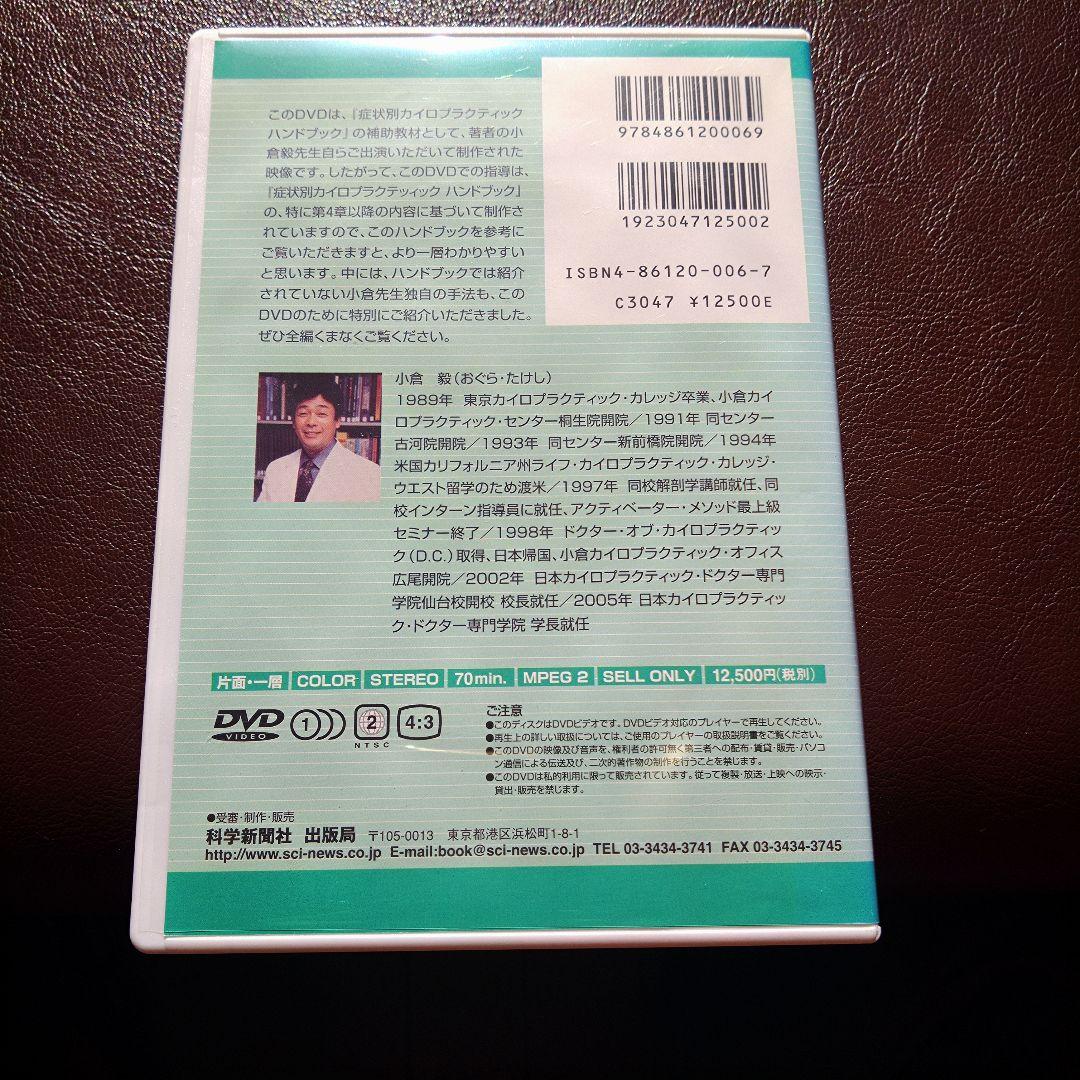 このDVDは、『症状別カイロプラクティック
ハンドブック』の補助教材として、著者の小
倉毅先生自らご出演いただいて制作された
映像です。したがって、このDVDでの指導は、
『症状別カイロプラクテッィック ハンドブック』
の、特に第4章以降の内容に基づいて制作さ
れていますので、このハンドブックを参考に
ご覧いただきますと、より一層わかりやすい
と思います。中には、ハンドブックでは紹介
されていない小倉先生独自の手法も、この
DVDのために特別にご紹介いただきました。
ぜひ全編くまなくご覧ください。
9784861200069
1923047125002
ISBN4-86120-006-7
C3047 ¥12500E
小倉 毅(おぐら・たけし)
1989年 東京カイロプラクティック・カレッジ卒業、小倉カイ
ロプラクティック・センター桐生院開院/1991年 同センター
古河院開院/1993年 同センター新前橋院開院/1994年
米国カリフォルニア州ライフ・カイロプラクティック・カレッジ・
ウエスト留学のため渡米/1997年 同校解剖学講師就任、同
校インターン指導員に就任、アクティベーター・メソッド最上級
セミナー終了/1998年 ドクター・オブ・カイロプラクティッ
ク(D.C.)取得、日本帰国、小倉カイロプラクティック・オフィス
広尾開院/2002年 日本カイロプラクティック・ドクター専門
学院仙台校開校 校長就任/2005年 日本カイロプラクティッ
ク・ドクター専門学院 学長就任
片面・一層 COLOR STEREO 70min. MPEG 2 SELL ONLY 12,500円(税別)
DVD VIDEO 1 2 NTSC 4:3
ご注意
●このディスクはDVDビデオです。DVDビデオ対応のプレイヤーで再生してください。
●再生上の詳しい取扱については、ご使用のプレイヤーの取扱説明書をご覧ください。
●このDVDの映像及び音声を、権利者の許可無く第三者への配布・賃貸・販売・パソコ
ン通信による伝送及び、二次的著作物の制作を行うことを禁じます。
●このDVDは私的利用に限って販売されています。従って複製・放送・上映への映示・
貸出・販売を禁じます。
●受審・制作・販売
科学新聞社 出版局 〒105-0013 東京都港区浜松町1-8-1
http://www.sci-news.co.jp E-mail:book@sci-news.co.jp TEL 03-3434-3741 FAX 03-3434-3745